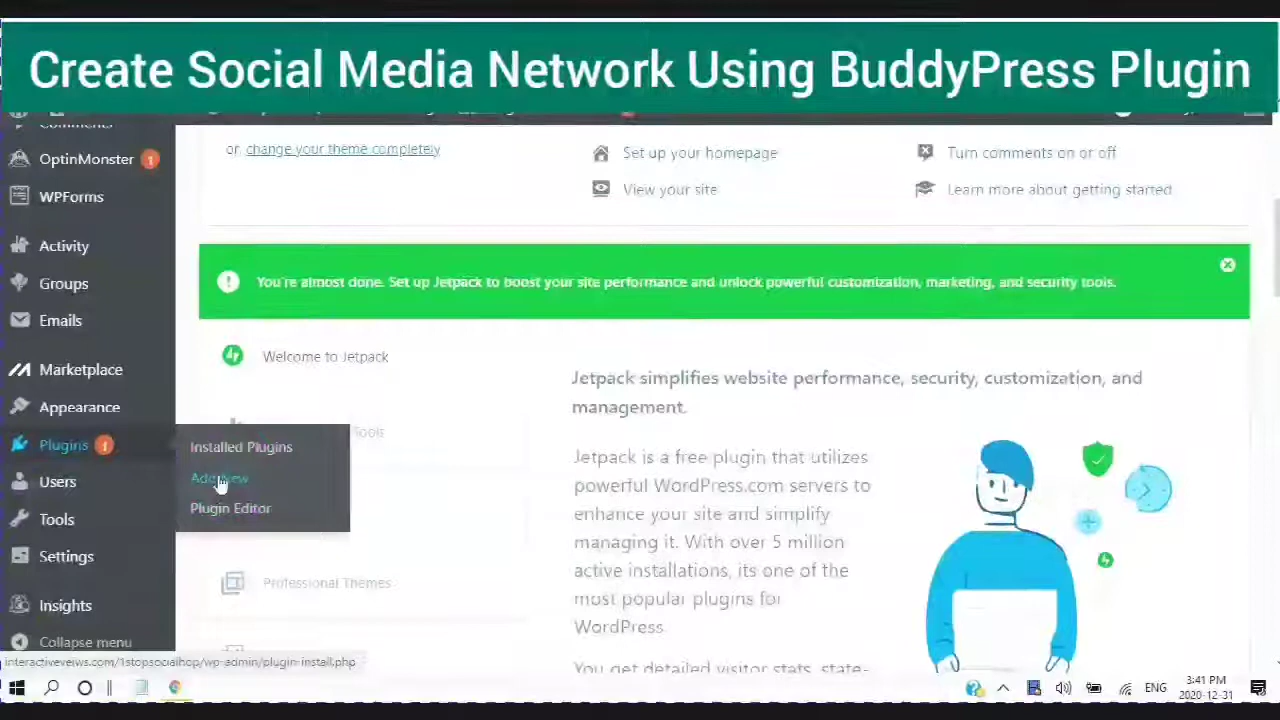 Create Social Media Network Using BuddyPress Plugin
Comments
or, change your theme completely
Set up your homepage
Turn comments on or off
OptinMonster 1
View your site
Learn more about getting started
WPForms
Activity
You're almost done. Set up Jetpack to boost your site performance and unlock powerful customization, marketing, and security tools.
Groups
Emails
Welcome to Jetpack
Marketplace
Jetpack simplifies website performance, security, customization, and
management.
Appearance
Tools
Plugins 1
Installed Plugins
Add New
Plugin Editor
Jetpack is a free plugin that utilizes
powerful WordPress.com servers to
enhance your site and simplify
managing it. With over 5 million
active installations, its one of the
most popular plugins for
WordPress
Users
Tools
Settings
Professional Themes
Insights
Collapse menu
You get detailed visitor stats, state-
interactiveveiws.com/1stopsocialhop/wp-admin/plugin-install.php
ENG
3:41 PM
2020-12-31